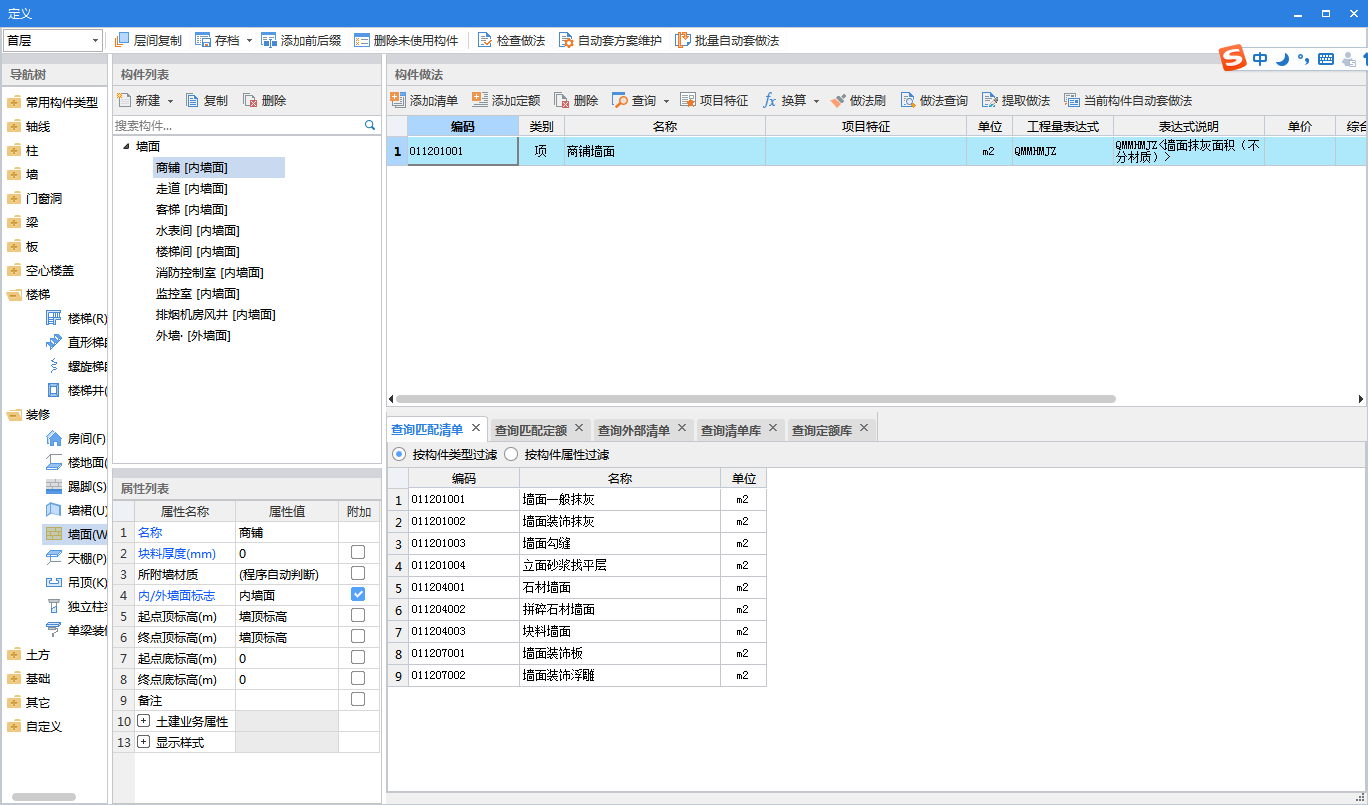 定义
首层 层间复制 存档 添加前后缀 删除未使用构件 检查做法 自动套方案维护 批量自动套做法
导航树
常用构件类型
轴线
柱
墙
门窗洞
梁
板
空心楼盖
楼梯
楼梯(R)
直形梯
螺旋梯
楼梯井(
装修
房间(F)
楼地面(
踢脚(S)
墙裙(U)
墙面(W
天棚(P)
吊顶(K)
独立柱
单梁装
土方
基础
其它
自定义
构件列表
新建 复制 删除
搜索构件...
墙面
商铺 [内墙面]
走道 [内墙面]
客梯 [内墙面]
水表间 [内墙面]
楼梯间 [内墙面]
消防控制室 [内墙面]
监控室 [内墙面]
排烟机房风井 [内墙面]
外墙· [外墙面]
属性列表
属性名称 属性值 附加
1 名称 商铺
2 块料厚度(mm) 0
3 所附墙材质 (程序自动判断)
4 内/外墙面标志 内墙面
5 起点顶标高(m) 墙顶标高
6 终点顶标高(m) 墙顶标高
7 起点底标高(m) 0
8 终点底标高(m) 0
9 备注
10 土建业务属性
13 显示样式
构件做法
中
添加清单 添加定额 删除 查询 项目特征 fx 换算 做法刷 做法查询 提取做法 当前构件自动套做法
编码 类别 名称 项目特征 单位 工程量表达式 表达式说明 单价 综合
1 011201001 项 商铺墙面 m2 QMMHMJZ QMMHMJZ<墙面抹灰面积（不
分材质）>
查询匹配清单 查询匹配定额 查询外部清单 查询清单库 查询定额库
按构件类型过滤 按构件属性过滤
编码 名称 单位
1 011201001 墙面一般抹灰 m2
2 011201002 墙面装饰抹灰 m2
3 011201003 墙面勾缝 m2
4 011201004 立面砂浆找平层 m2
5 011204001 石材墙面 m2
6 011204002 拼碎石材墙面 m2
7 011204003 块料墙面 m2
8 011207001 墙面装饰板 m2
9 011207002 墙面装饰浮雕 m2